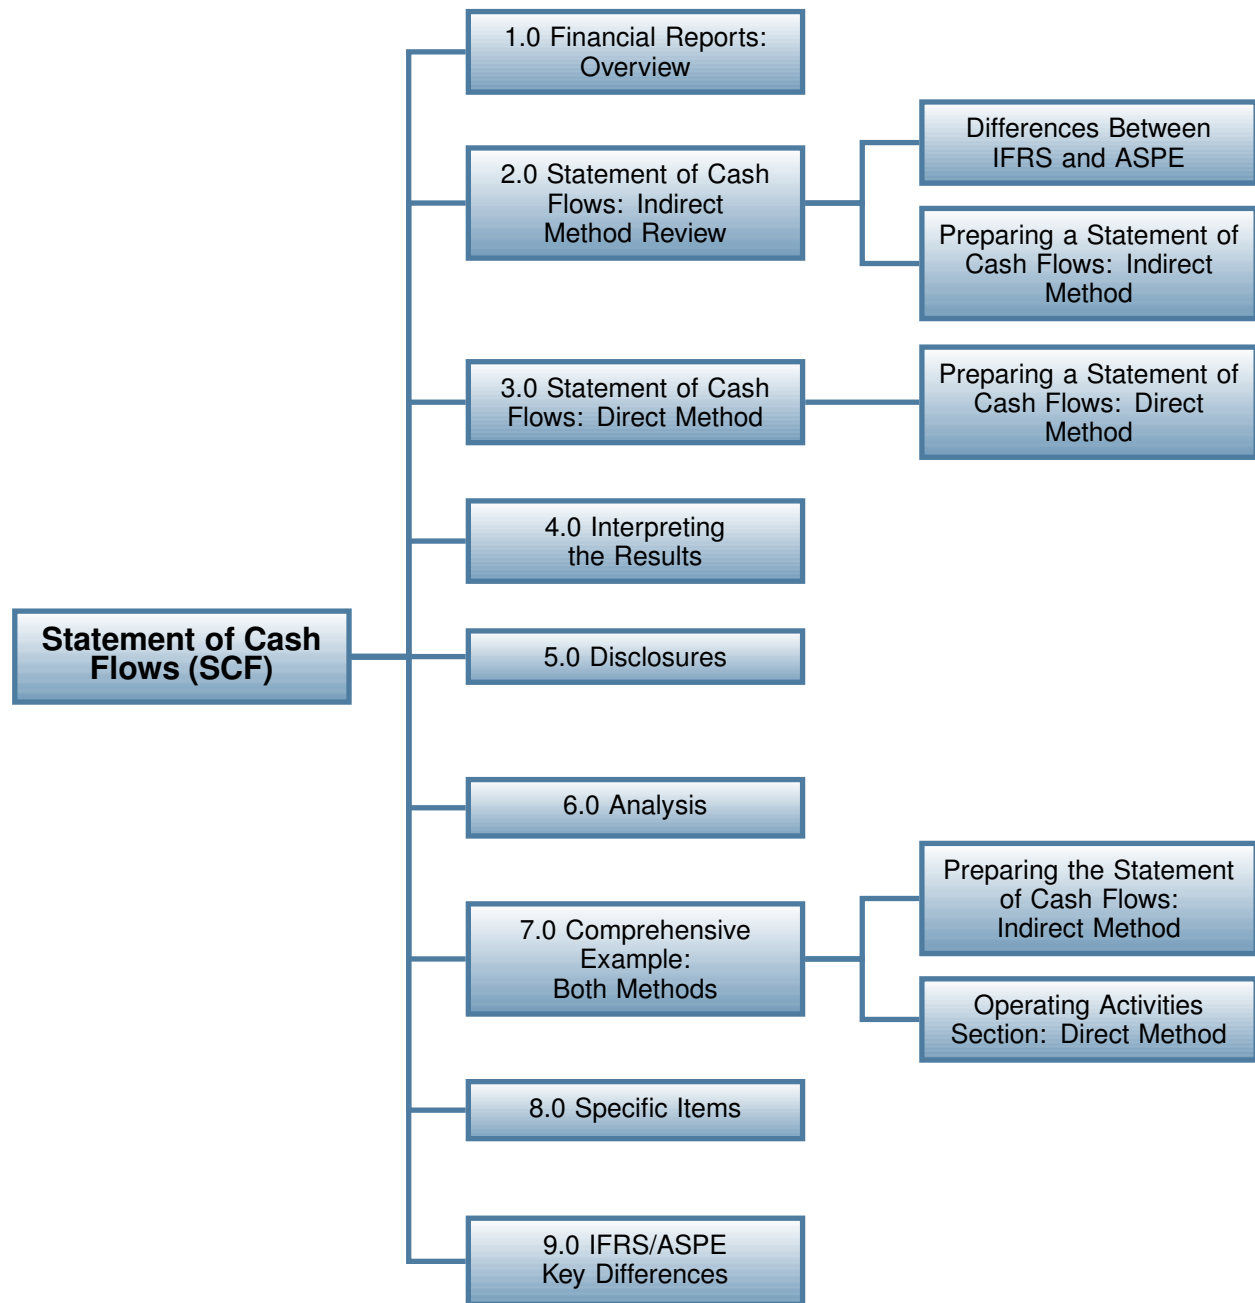 Statement of Cash
Flows (SCF)
1.0 Financial Reports:
Overview
2.0 Statement of Cash
Flows: Indirect
Method Review
Differences Between
IFRS and ASPE
Preparing a Statement of
Cash Flows: Indirect
Method
3.0 Statement of Cash
Flows: Direct Method
Preparing a Statement of
Cash Flows: Direct
Method
4.0 Interpreting
the Results
5.0 Disclosures
6.0 Analysis
7.0 Comprehensive
Example:
Both Methods
Preparing the Statement
of Cash Flows:
Indirect Method
Operating Activities
Section: Direct Method
8.0 Specific Items
9.0 IFRS/ASPE
Key Differences